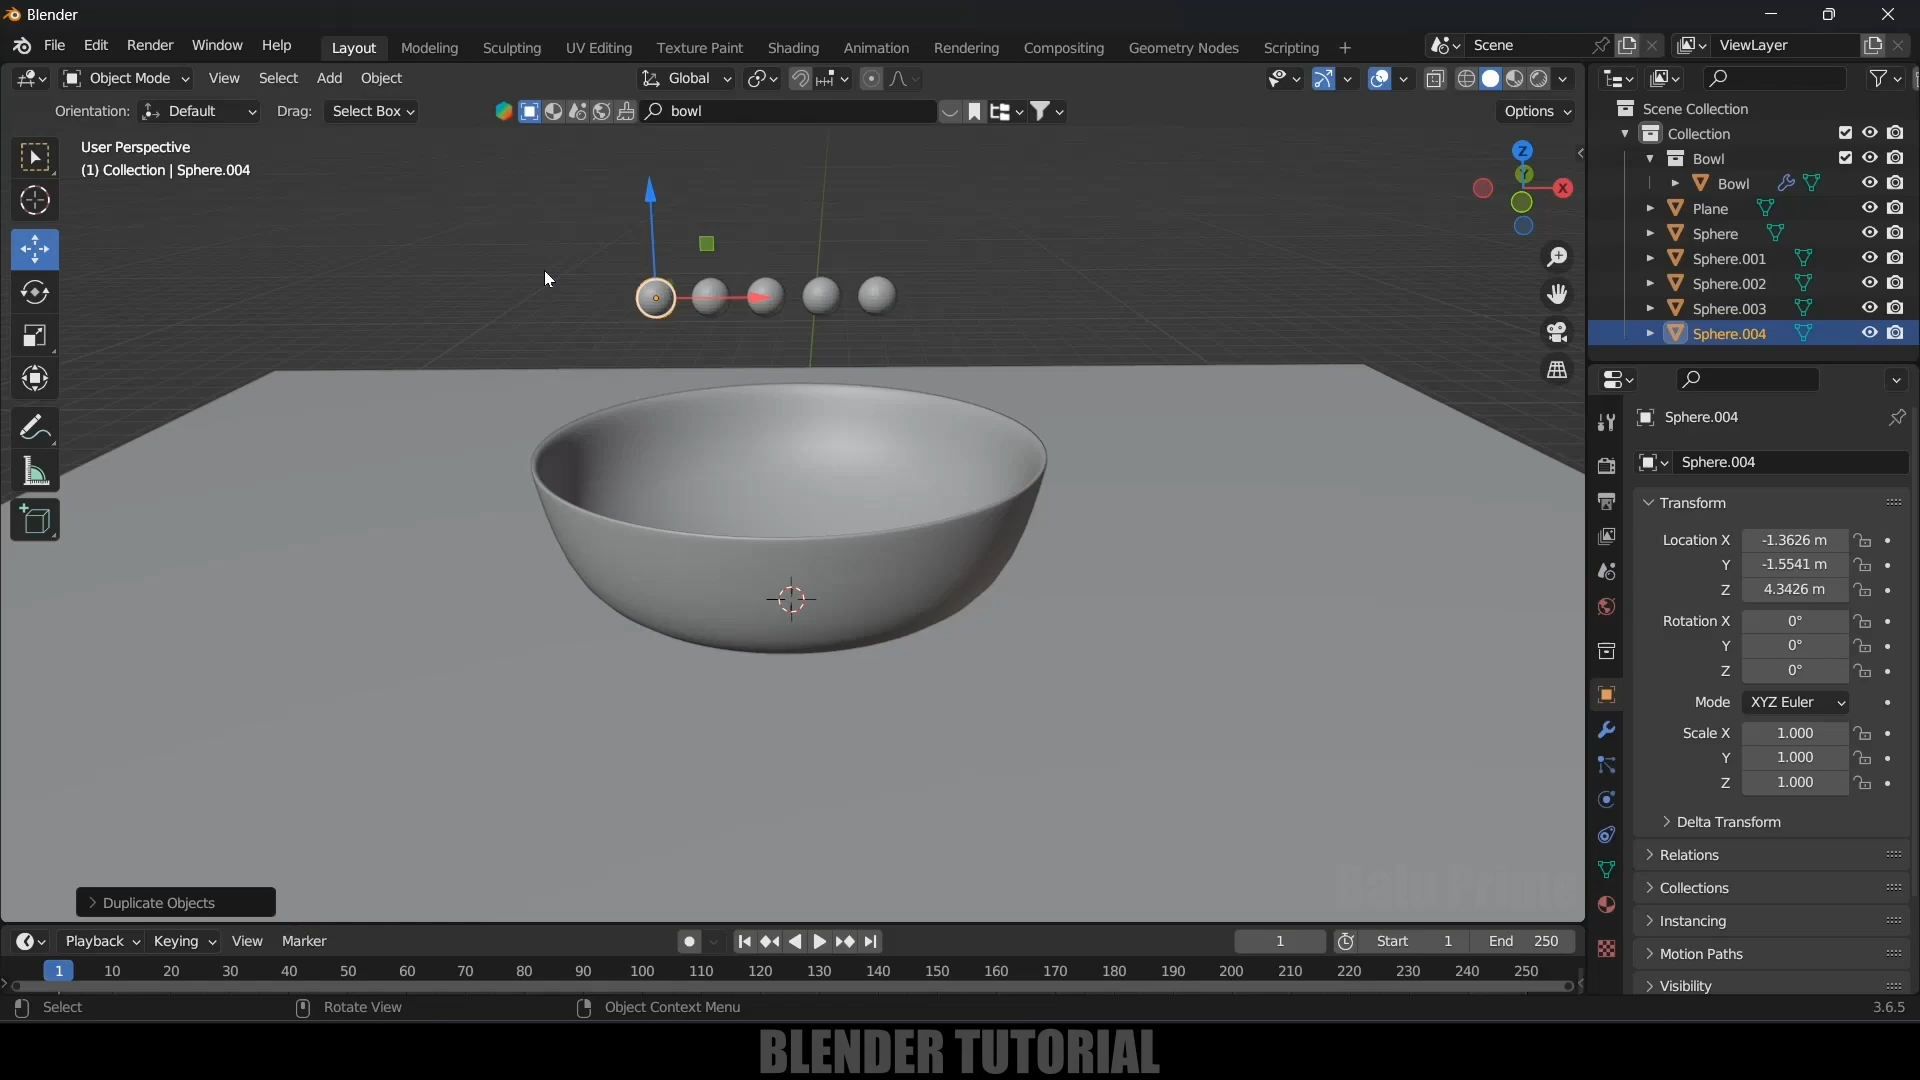 Blender
File Edit Render Window Help Layout Modeling Sculpting UV Editing Texture Paint Shading Animation Rendering Compositing Geometry Nodes Scripting + Scene ViewLayer
Object Mode View Select Add Object Global
Orientation: Default Drag: Select Box bowl Options
User Perspective
(1) Collection | Sphere.004
Z
Y
X
Scene Collection
Collection
Bowl
Bowl
Plane
Sphere
Sphere.001
Sphere.002
Sphere.003
Sphere.004
Sphere.004
Sphere.004
Transform
Location X -1.3626 m
Y -1.5541 m
Z 4.3426 m
Rotation X 0°
Y 0°
Z 0°
Mode XYZ Euler
Scale X 1.000
Y 1.000
Z 1.000
Delta Transform
Relations
Collections
Instancing
Motion Paths
Visibility
Balu Prime
Duplicate Objects
Playback Keying View Marker 1 Start 1 End 250
1 10 20 30 40 50 60 70 80 90 100 110 120 130 140 150 160 170 180 190 200 210 220 230 240 250
Select Rotate View Object Context Menu 3.6.5
BLENDER TUTORIAL